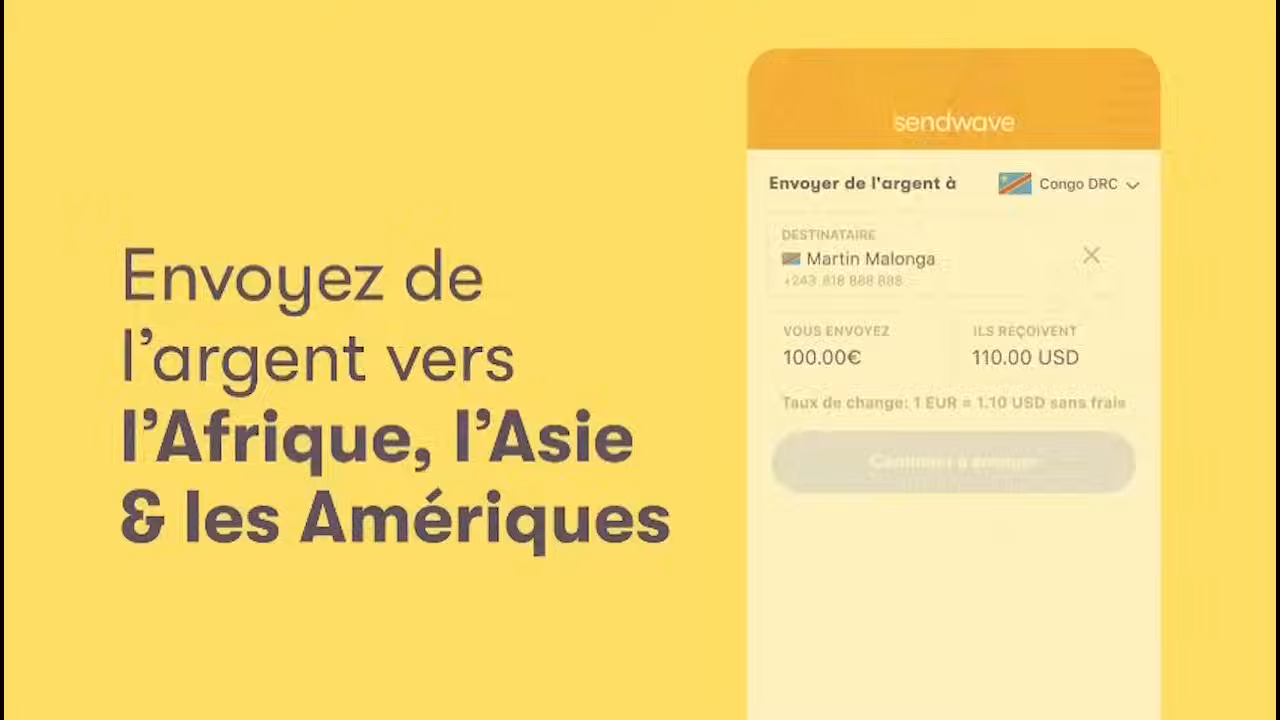 Envoyez de
l'argent vers
l'Afrique, l'Asie
& les Amériques
sendwave
Envoyer de l'argent à Congo DRC
DESTINATAIRE
Martin Malonga
+243 818 888 888
VOUS ENVOYEZ ILS REÇOIVENT
100.00€ 110.00 USD
Taux de change: 1 EUR = 1.10 USD sans frais